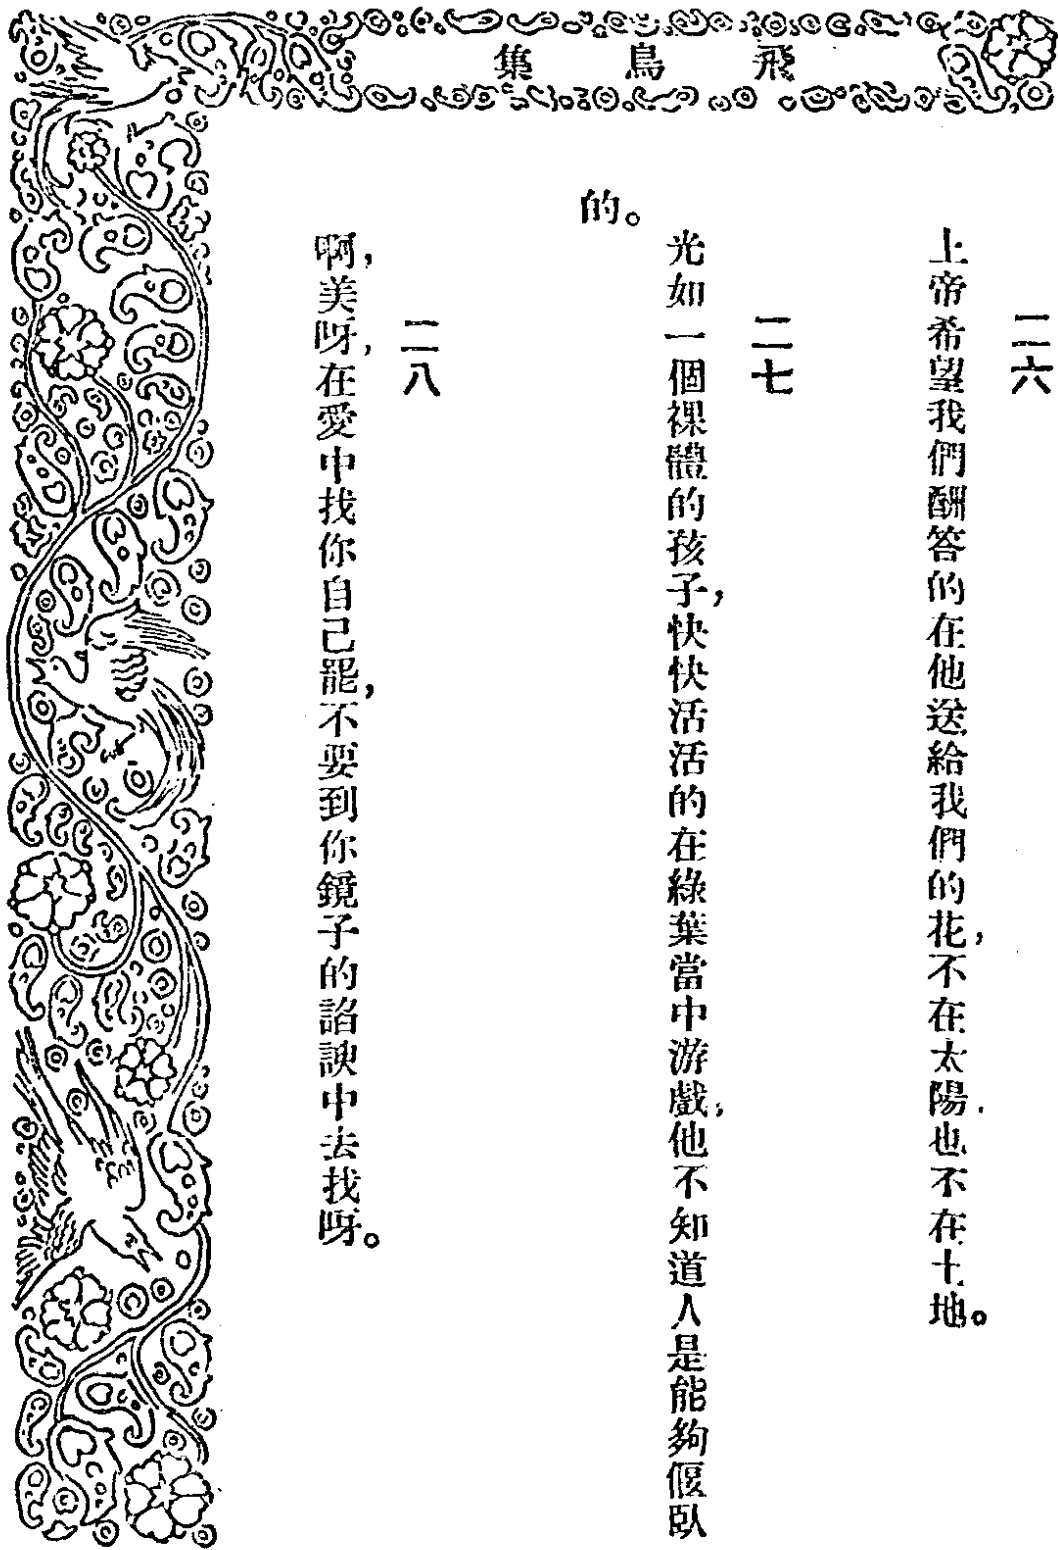 飛鳥集
二六
上帝希望我們酬答的在他送給我們的花，不在太陽，也不在土地。
二七
光如一個裸體的孩子，快快活活的在綠葉當中游戲，他不知道人是能夠偃臥
的。
二八
啊，美呀，在愛中找你自己罷，不要到你鏡子的諂諛中去找呀。